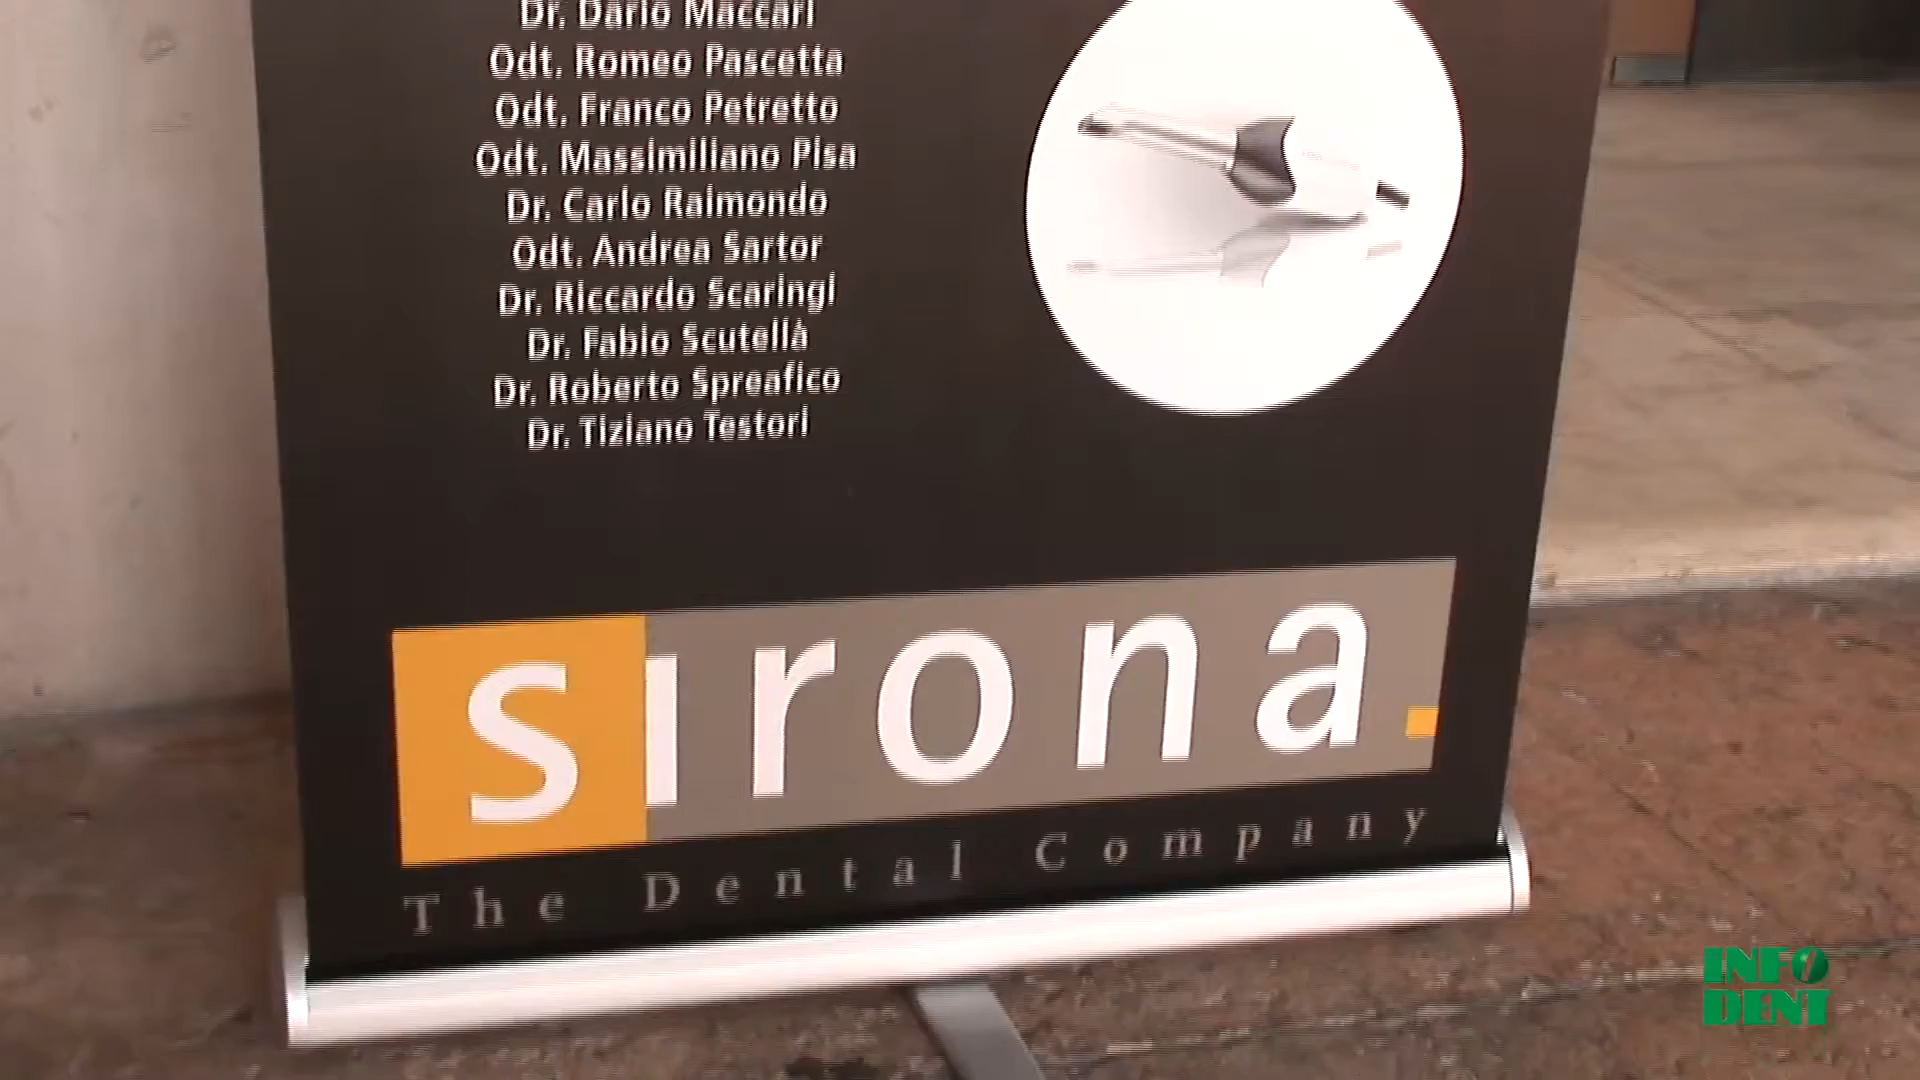 Dr. Dario Maccari
Odt. Romeo Pascetta
Odt. Franco Petretto
Odt. Massimiliano Pisa
Dr. Carlo Raimondo
Odt. Andrea Sartor
Dr. Riccardo Scaringi
Dr. Fabio Scutellà
Dr. Roberto Spreafico
Dr. Tiziano Testori
sırona.
The Dental Company
INFO
DENT